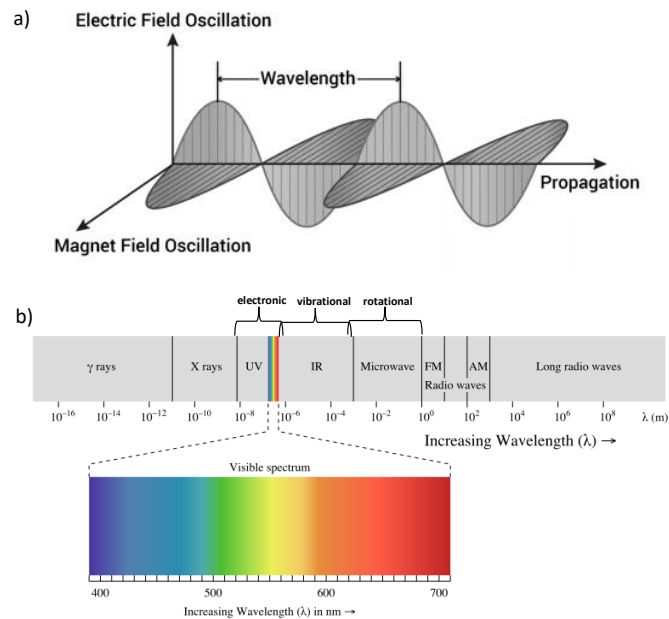 a)
Electric Field Oscillation
Wavelength
Propagation
Magnet Field Oscillation
b)
electronic vibrational rotational
γ rays X rays UV IR Microwave FM AM Long radio waves
Radio waves
10⁻¹⁶ 10⁻¹⁴ 10⁻¹² 10⁻¹⁰ 10⁻⁸ 10⁻⁶ 10⁻⁴ 10⁻² 10⁰ 10² 10⁴ 10⁶ 10⁸ λ (m)
Increasing Wavelength (λ) →
Visible spectrum
400 500 600 700
Increasing Wavelength (λ) in nm →